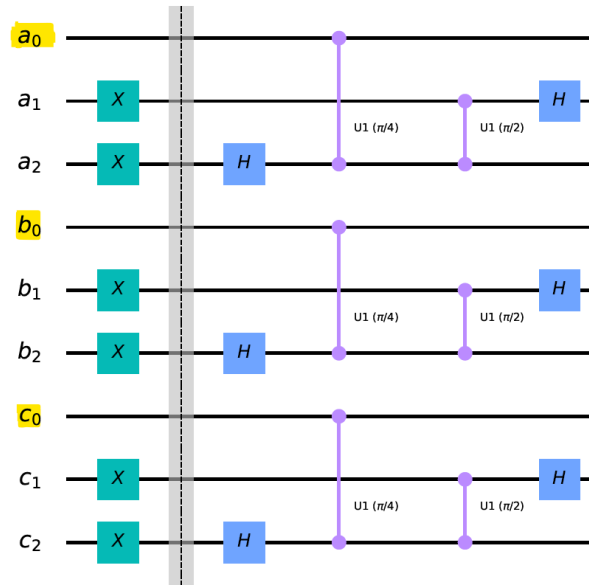 a0
a1 X H
U1 (π/4) U1 (π/2)
a2 X H
b0
b1 X H
U1 (π/4) U1 (π/2)
b2 X H
c0
c1 X H
U1 (π/4) U1 (π/2)
c2 X H